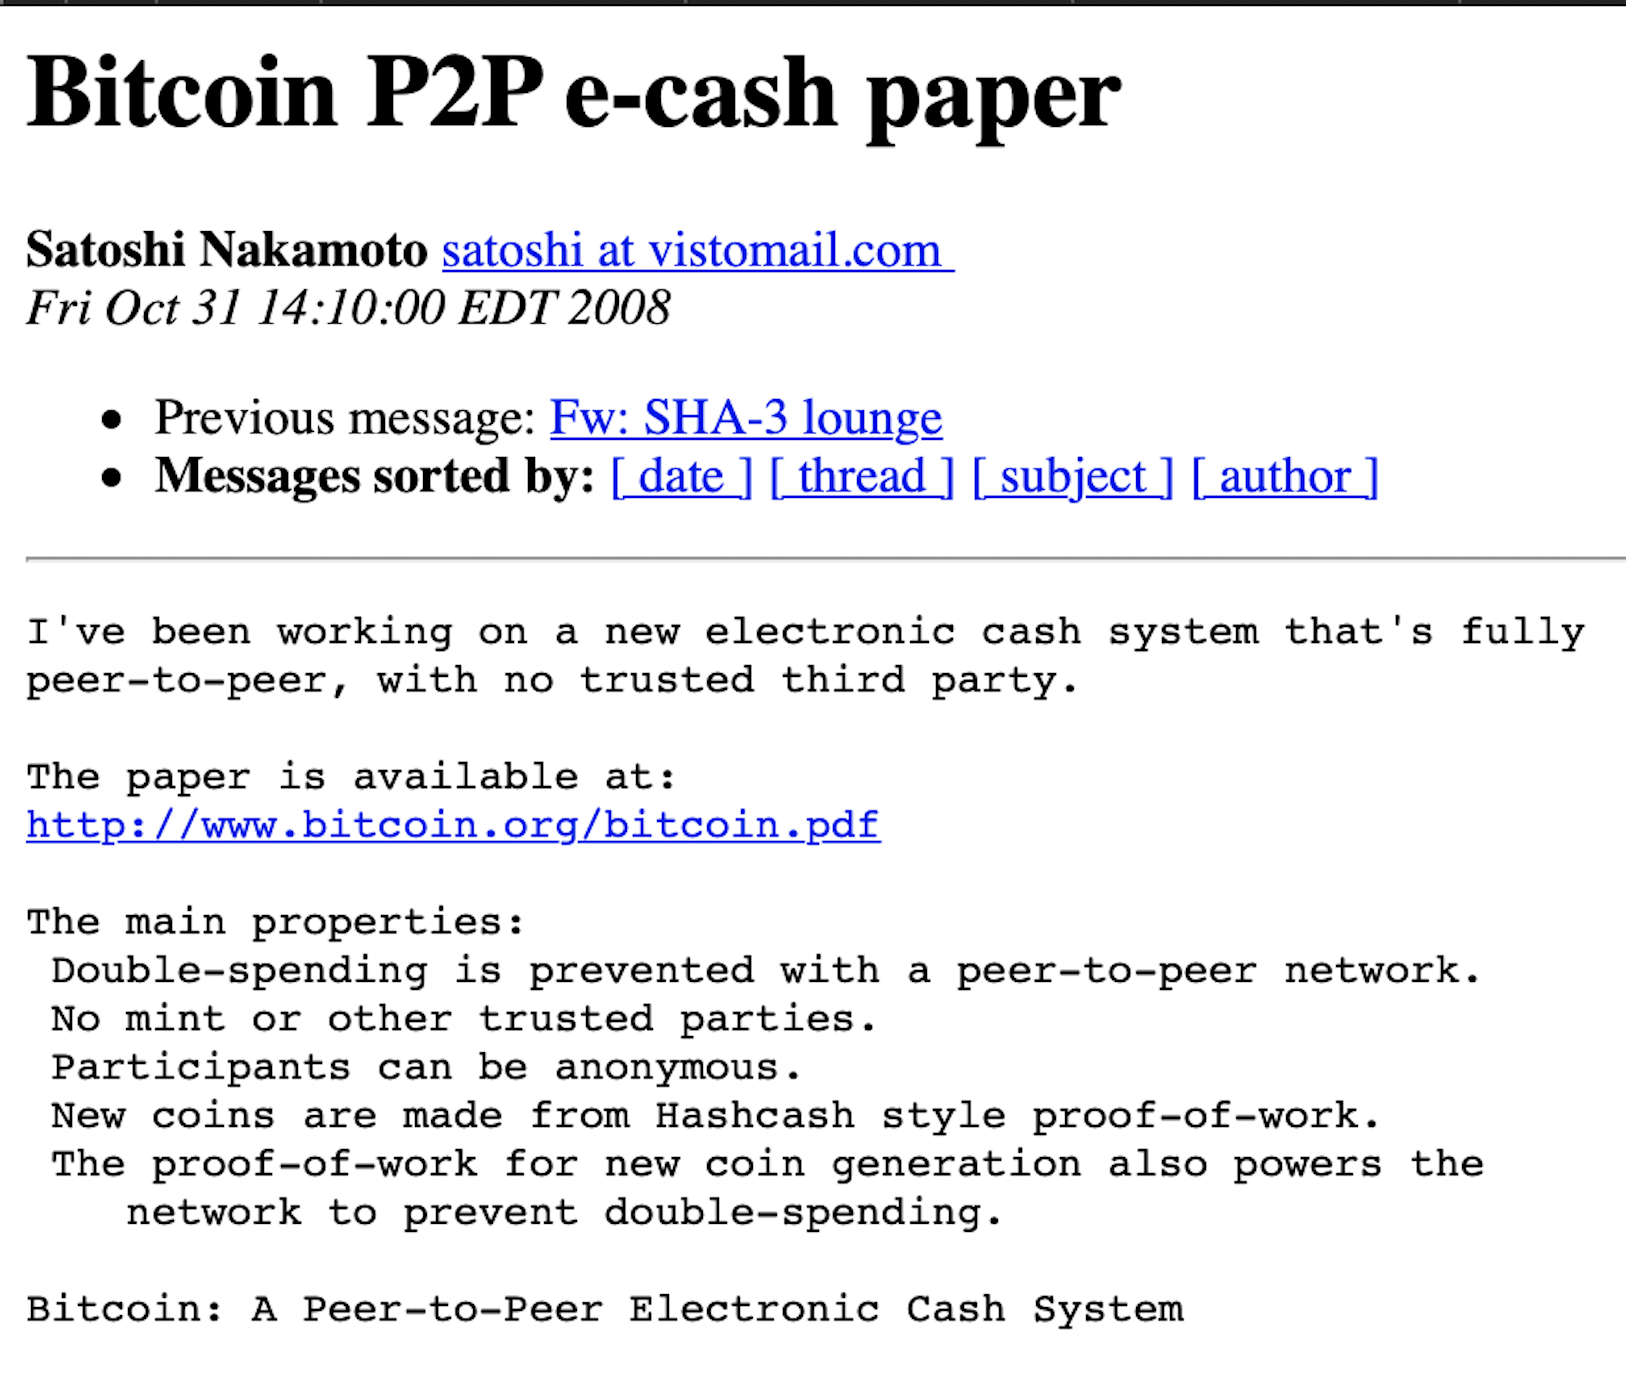 Bitcoin P2P e-cash paper
Satoshi Nakamoto satoshi at vistomail.com
Fri Oct 31 14:10:00 EDT 2008
• Previous message: Fw: SHA-3 lounge
• Messages sorted by: [ date ] [ thread ] [ subject ] [ author ]
I've been working on a new electronic cash system that's fully
peer-to-peer, with no trusted third party.
The paper is available at:
http://www.bitcoin.org/bitcoin.pdf
The main properties:
Double-spending is prevented with a peer-to-peer network.
No mint or other trusted parties.
Participants can be anonymous.
New coins are made from Hashcash style proof-of-work.
The proof-of-work for new coin generation also powers the
network to prevent double-spending.
Bitcoin: A Peer-to-Peer Electronic Cash System